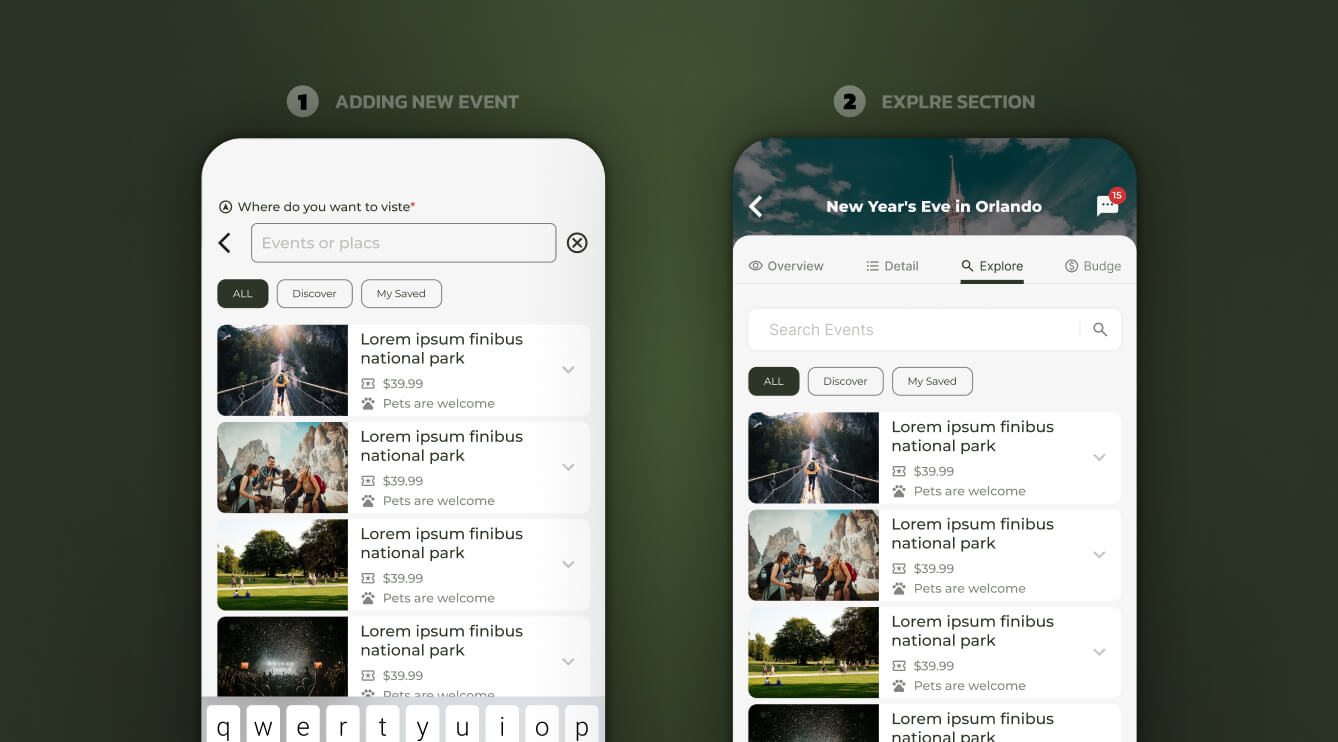 1 ADDING NEW EVENT
Where do you want to viste*
Events or placs
ALL Discover My Saved
Lorem ipsum finibus
national park
$39.99
Pets are welcome
Lorem ipsum finibus
national park
$39.99
Pets are welcome
Lorem ipsum finibus
national park
$39.99
Pets are welcome
Lorem ipsum finibus
national park
$39.99
Pets are welcome
q w e r t y u i o p
2 EXPLRE SECTION
New Year's Eve in Orlando
15
Overview Detail Explore Budge
Search Events
ALL Discover My Saved
Lorem ipsum finibus
national park
$39.99
Pets are welcome
Lorem ipsum finibus
national park
$39.99
Pets are welcome
Lorem ipsum finibus
national park
$39.99
Pets are welcome
Lorem ipsum finibus
national park